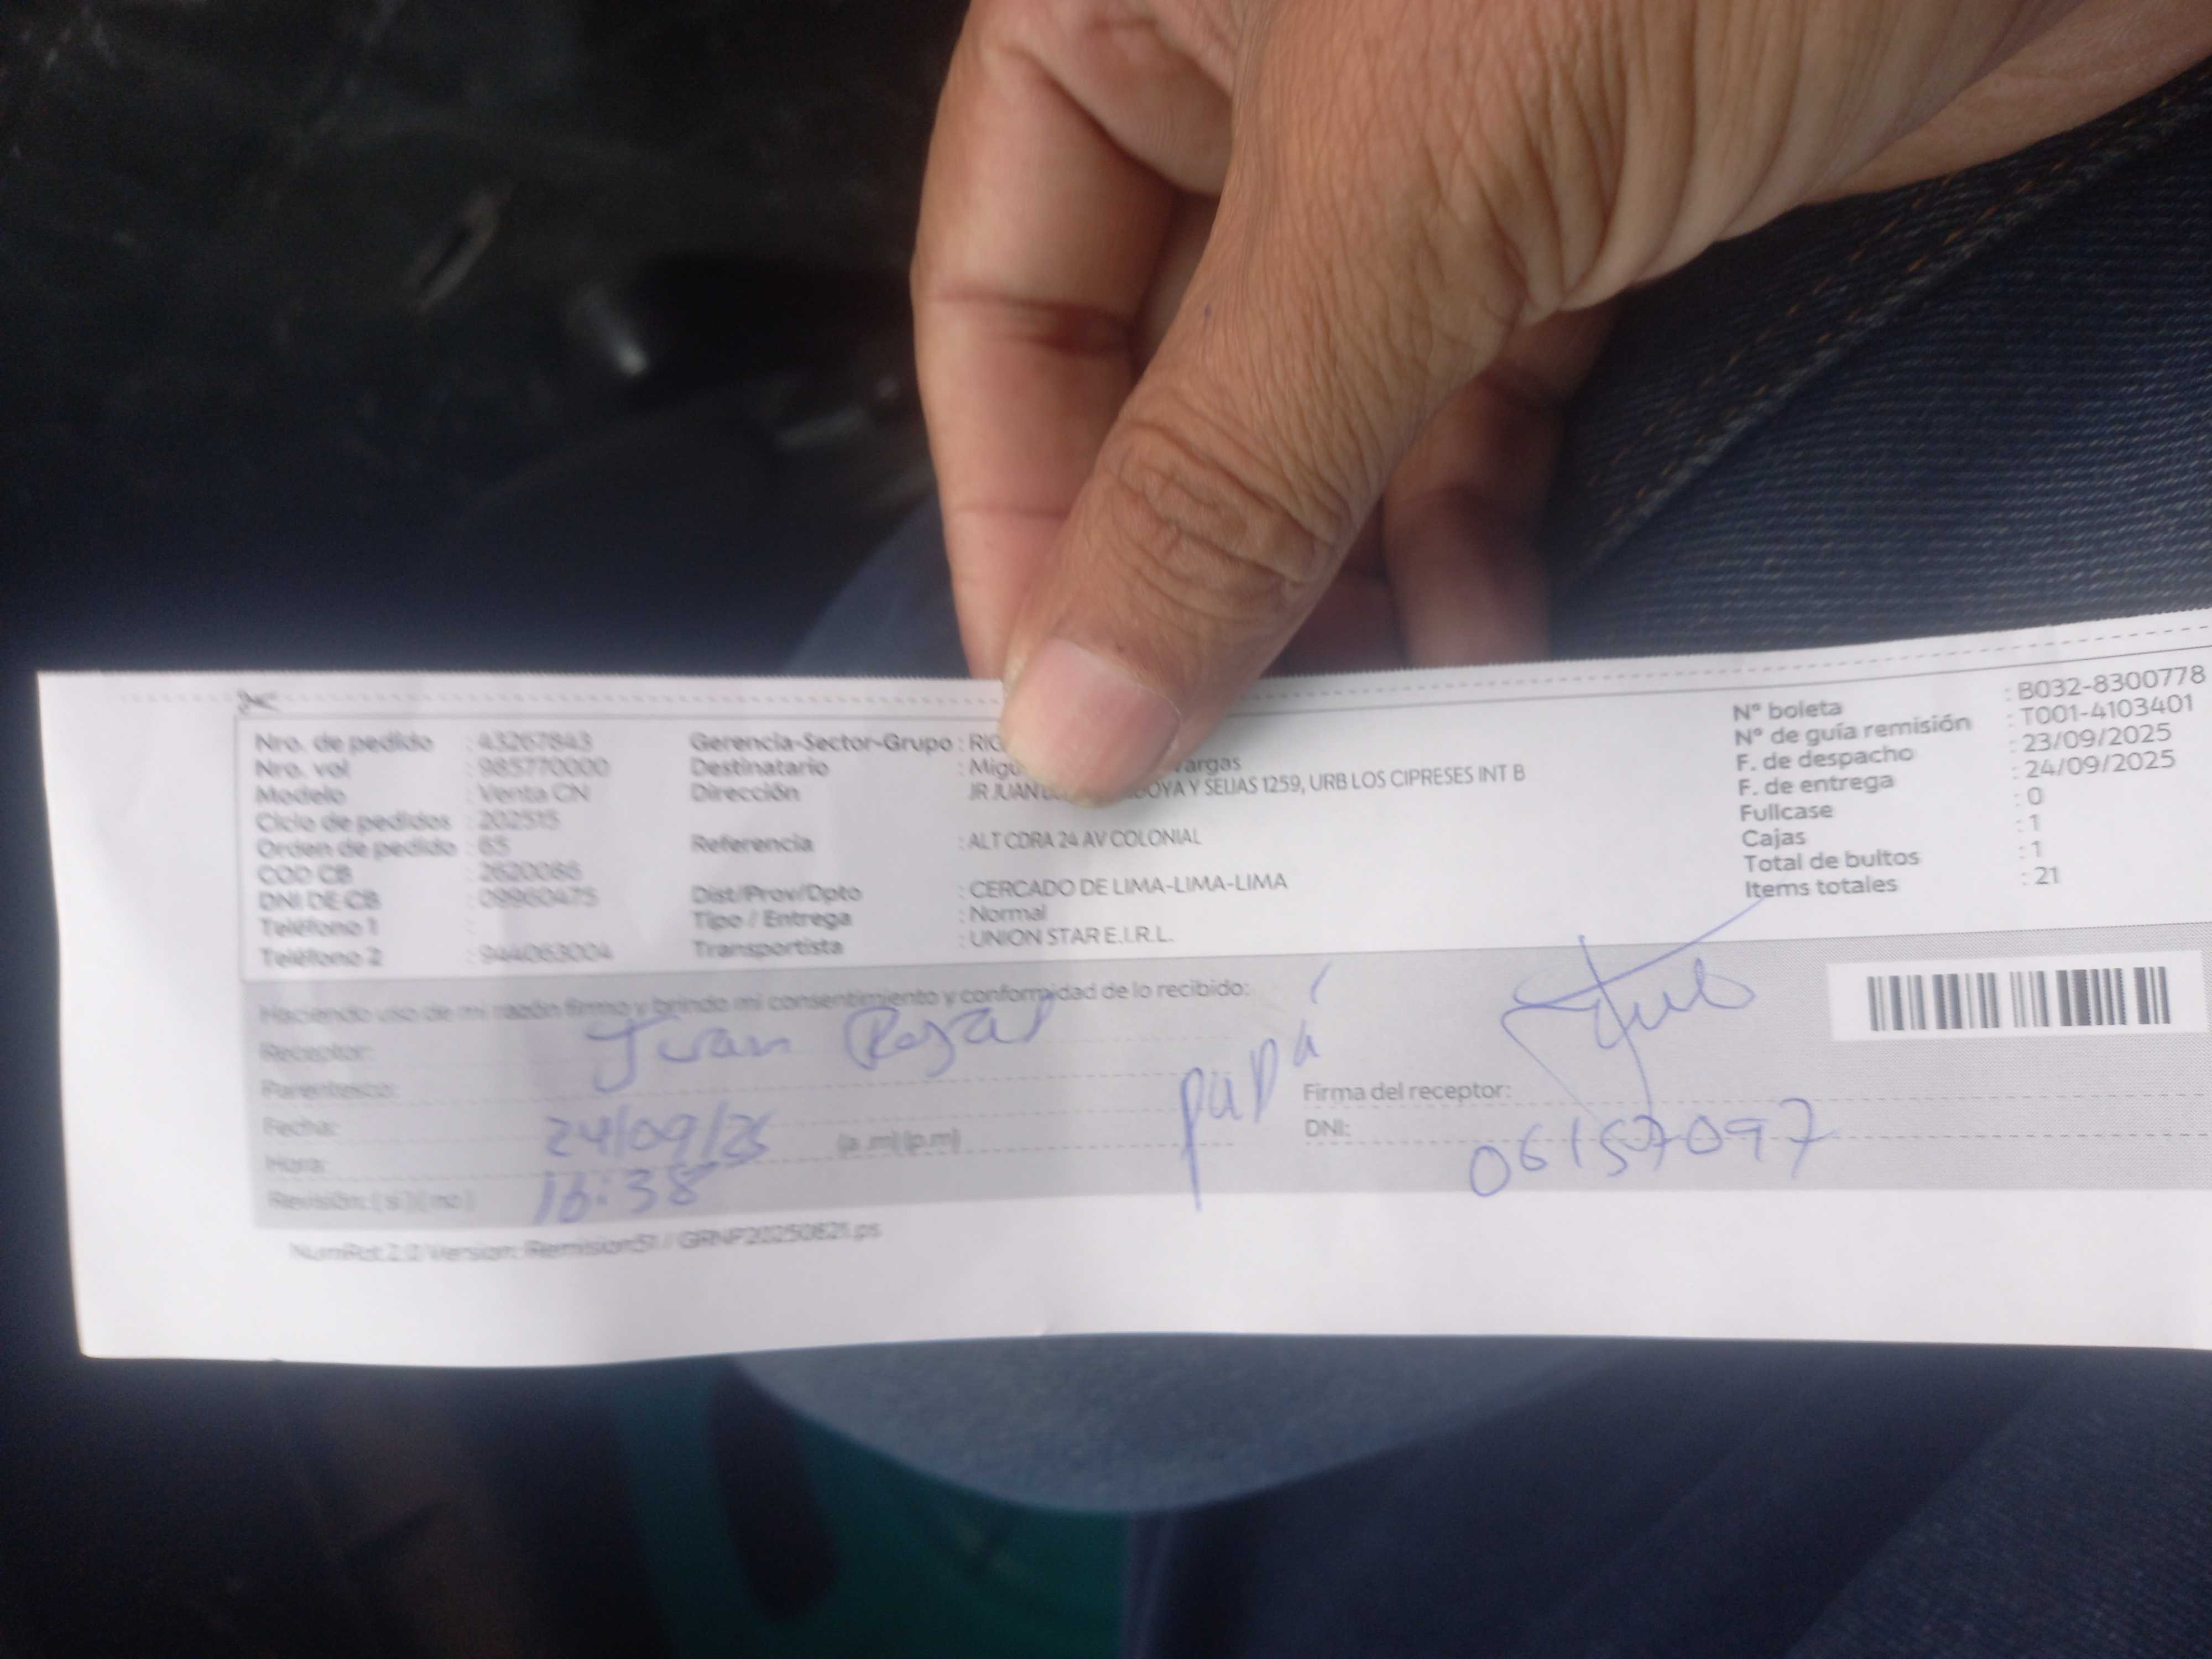 Nro. de pedido : 43267843
Nro. vol : 985770000
Modelo : Venta CN
Ciclo de pedidos : 202515
Orden de pedido : 65
COD CB : 2620086
DNI DE CB : 09960475
Teléfono 1 :
Teléfono 2 : 944063004
Gerencia-Sector-Grupo :
Destinatario : Migu
Dirección : JR JUAN Y SEIJAS 1259, URB LOS CIPRESES INT B
Referencia : ALT CDRA 24 AV COLONIAL
Dist/Prov/Dpto : CERCADO DE LIMA-LIMA-LIMA
Tipo / Entrega : Normal
Transportista : UNION STAR E.I.R.L.
N° boleta : B032-8300778
N° de guía remisión : T001-4103401
F. de despacho : 23/09/2025
F. de entrega : 24/09/2025
Fullcase : 0
Cajas : 1
Total de bultos : 1
Items totales : 21
Haciendo uso de mi razón firmo y brindo mi consentimiento y conformidad de lo recibido:
Receptor: Juan Rojas
Parentesco: papá
Fecha: 24/09/25
Hora: 16:38 (a.m) (p.m)
Revisión: ( si ) ( no )
Firma del receptor:
DNI: 06157097